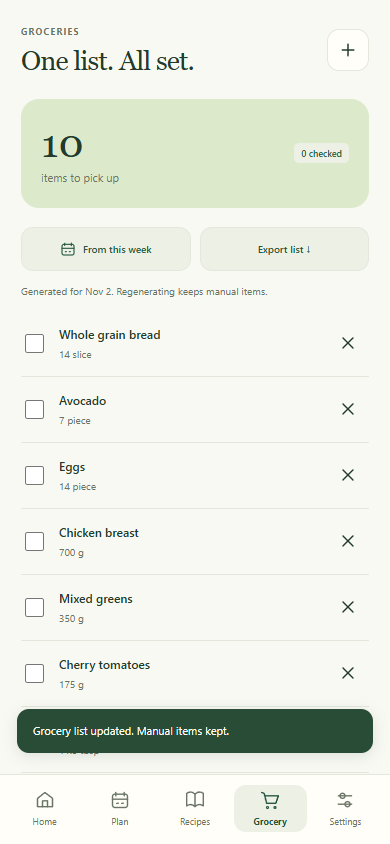 GROCERIES
One list. All set.
10
items to pick up
0 checked
From this week
Export list ↓
Generated for Nov 2. Regenerating keeps manual items.
Whole grain bread
14 slice
Avocado
7 piece
Eggs
14 piece
Chicken breast
700 g
Mixed greens
350 g
Cherry tomatoes
175 g
Grocery list updated. Manual items kept.
Home
Plan
Recipes
Grocery
Settings